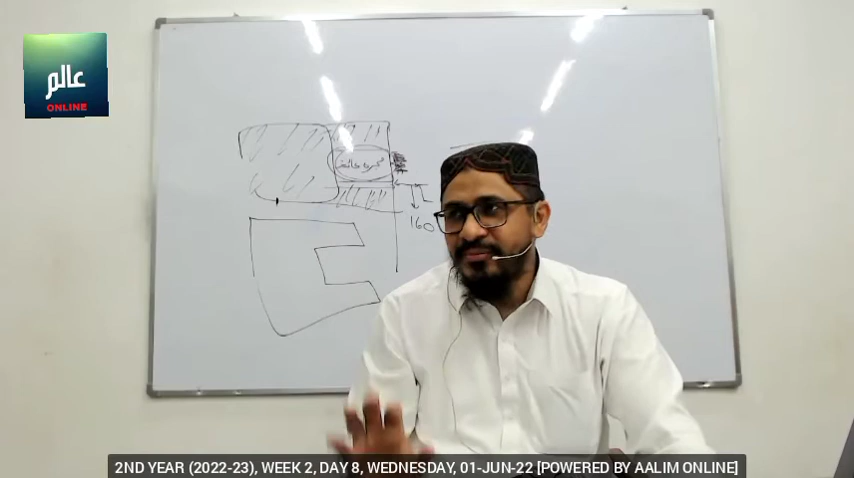 عالم
ONLINE
160
2ND YEAR (2022-23), WEEK 2, DAY 8, WEDNESDAY, 01-JUN-22 [POWERED BY AALIM ONLINE]